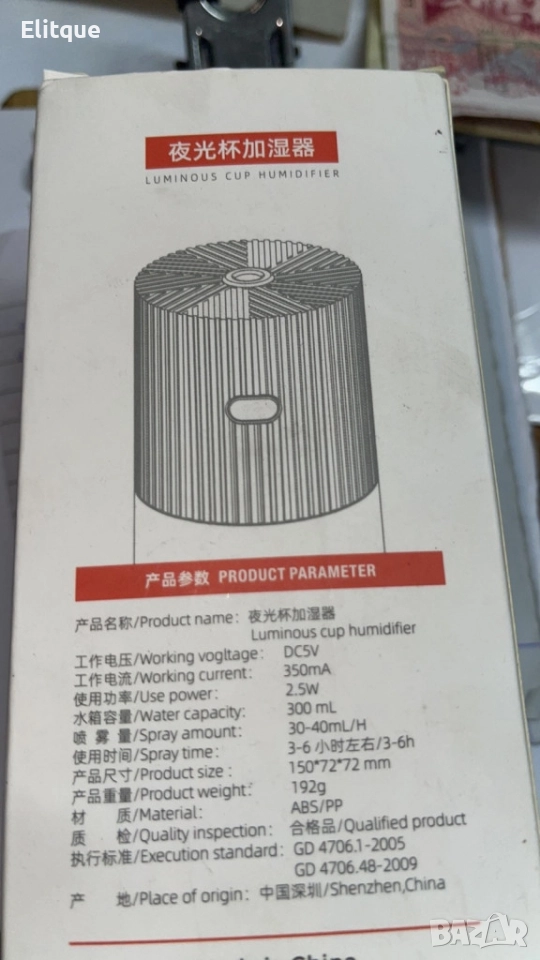 Elitque
夜光杯加湿器
LUMINOUS CUP HUMIDIFIER
产品参数 PRODUCT PARAMETER
产品名称/Product name: 夜光杯加湿器
Luminous cup humidifier
工作电压/Working vogltage: DC5V
工作电流/Working current: 350mA
使用功率/Use power: 2.5W
水箱容量/Water capacity: 300 mL
喷 雾 量/Spray amount: 30-40mL/H
使用时间/Spray time: 3-6 小时左右/3-6h
产品尺寸/Product size : 150*72*72 mm
产品重量/Product weight: 192g
材 质/Material: ABS/PP
质 检/Quality inspection: 合格品/Qualified product
执行标准/Execution standard: GD 4706.1-2005
GD 4706.48-2009
产 地/Place of origin: 中国深圳/Shenzhen,China
BAZAR